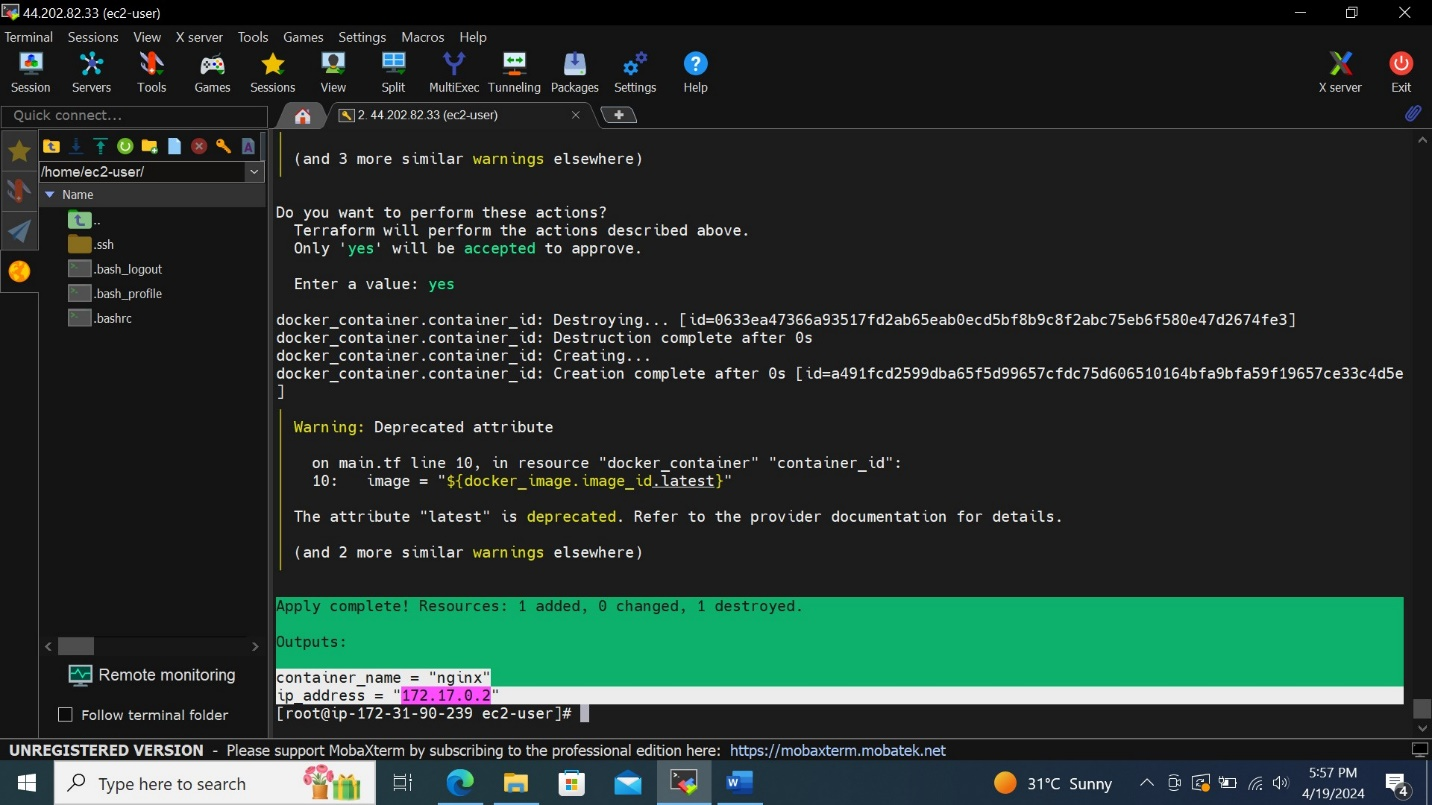 44.202.82.33 (ec2-user)
Terminal Sessions View X server Tools Games Settings Macros Help
Session Servers Tools Games Sessions View Split MultiExec Tunneling Packages Settings Help X server Exit
Quick connect...
2. 44.202.82.33 (ec2-user)
/home/ec2-user/
Name
..
.ssh
.bash_logout
.bash_profile
.bashrc
Remote monitoring
Follow terminal folder
(and 3 more similar warnings elsewhere)
Do you want to perform these actions?
Terraform will perform the actions described above.
Only 'yes' will be accepted to approve.
Enter a value: yes
docker_container.container_id: Destroying... [id=0633ea47366a93517fd2ab65eab0ecd5bf8b9c8f2abc75eb6f580e47d2674fe3]
docker_container.container_id: Destruction complete after 0s
docker_container.container_id: Creating...
docker_container.container_id: Creation complete after 0s [id=a491fcd2599dba65f5d99657cfdc75d606510164bfa9bfa59f19657ce33c4d5e
]
Warning: Deprecated attribute
on main.tf line 10, in resource "docker_container" "container_id":
10: image = "${docker_image.image_id.latest}"
The attribute "latest" is deprecated. Refer to the provider documentation for details.
(and 2 more similar warnings elsewhere)
Apply complete! Resources: 1 added, 0 changed, 1 destroyed.
Outputs:
container_name = "nginx"
ip_address = "172.17.0.2"
[root@ip-172-31-90-239 ec2-user]#
UNREGISTERED VERSION - Please support MobaXterm by subscribing to the professional edition here: https://mobaxterm.mobatek.net
Type here to search
31°C Sunny
5:57 PM
4/19/2024
4